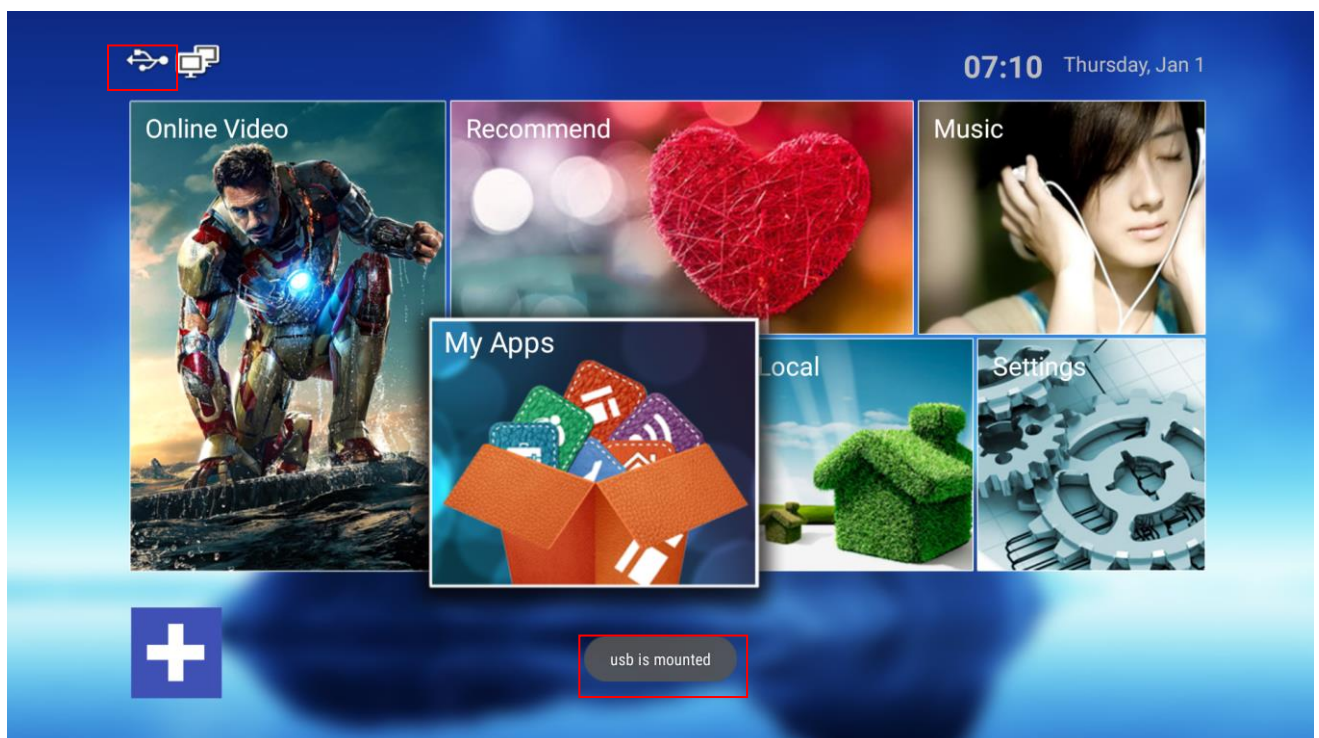 07:10 Thursday, Jan 1
Online Video
Recommend
Music
My Apps
Local
Settings
usb is mounted